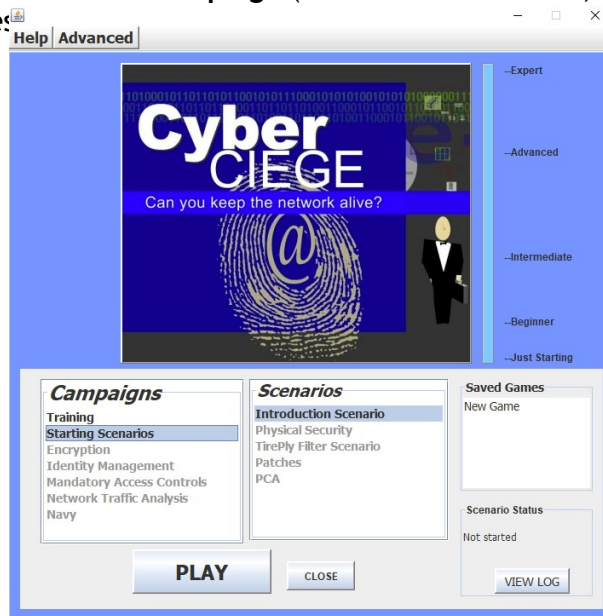 Help Advanced
Cyber
CIEGE
Can you keep the network alive?
@
--Expert
--Advanced
--Intermediate
--Beginner
--Just Starting
Campaigns
Training
Starting Scenarios
Encryption
Identity Management
Mandatory Access Controls
Network Traffic Analysis
Navy
Scenarios
Introduction Scenario
Physical Security
TirePly Filter Scenario
Patches
PCA
Saved Games
New Game
Scenario Status
Not started
VIEW LOG
PLAY
CLOSE